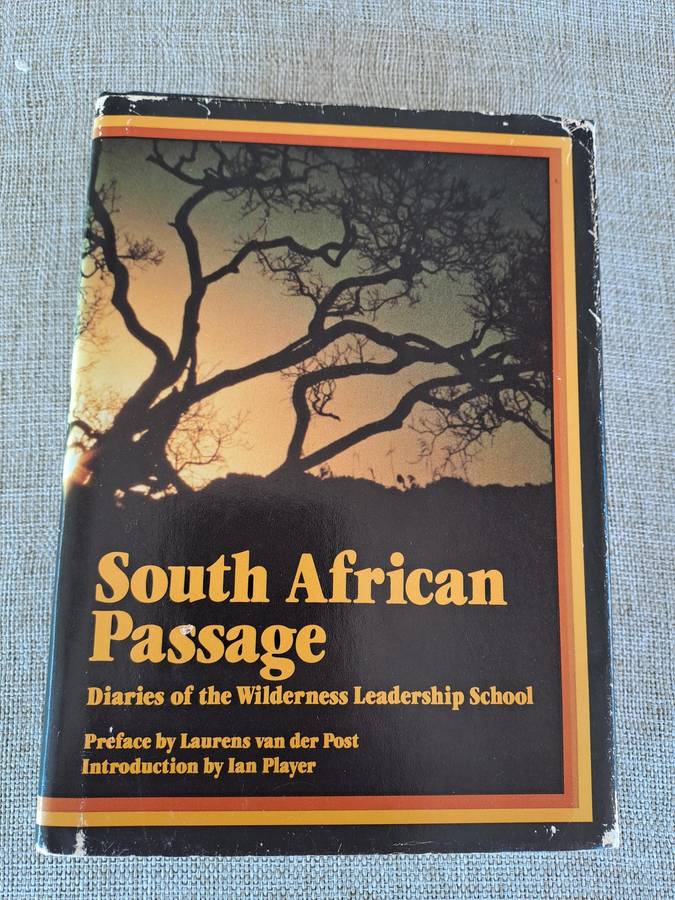 South African
Passage
Diaries of the Wilderness Leadership School
Preface by Laurens van der Post
Introduction by Ian Player